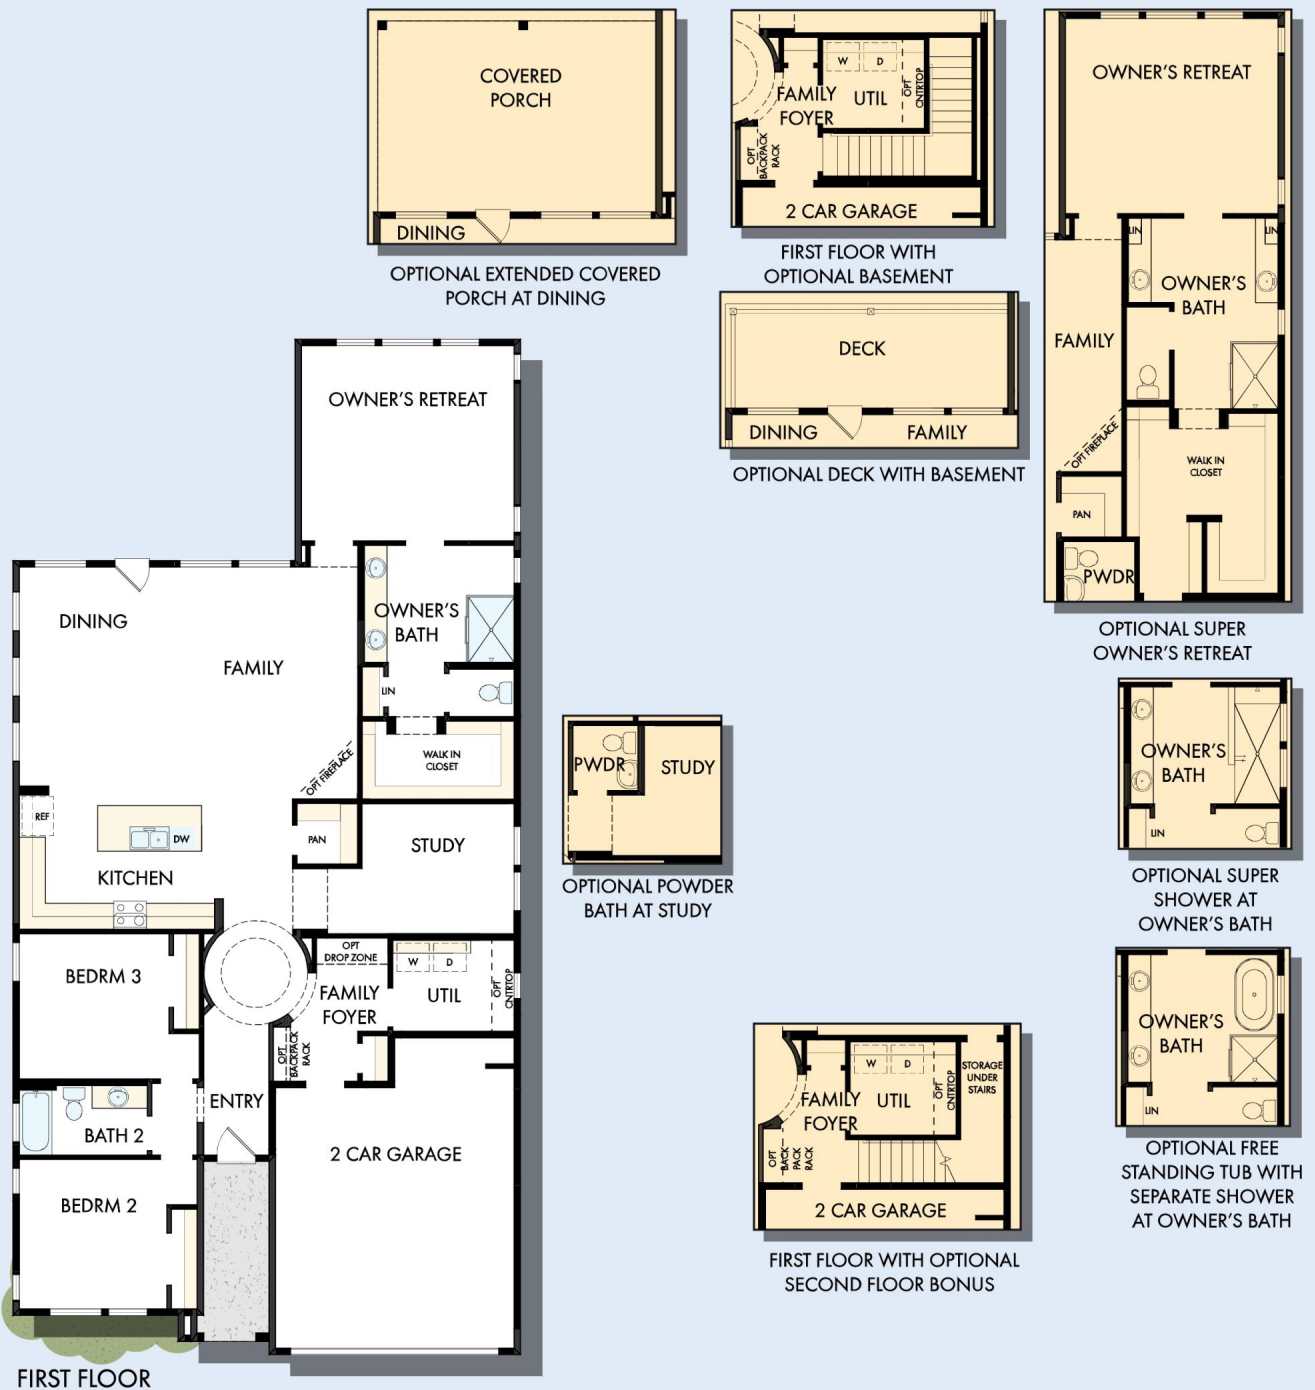 COVERED
PORCH
DINING
OPTIONAL EXTENDED COVERED
PORCH AT DINING
W
D
OPT
CNTRTOP
FAMILY
FOYER
UTIL
OPT
BACKPACK
RACK
2 CAR GARAGE
FIRST FLOOR WITH
OPTIONAL BASEMENT
DECK
DINING
FAMILY
OPTIONAL DECK WITH BASEMENT
OWNER'S RETREAT
LIN
LIN
OWNER'S
BATH
FAMILY
OPT FIREPLACE
WALK IN
CLOSET
PAN
PWDR
OPTIONAL SUPER
OWNER'S RETREAT
OWNER'S RETREAT
DINING
OWNER'S
BATH
FAMILY
LIN
OPT FIREPLACE
WALK IN
CLOSET
REF
DW
PAN
STUDY
KITCHEN
OPT
DROP ZONE
W
D
BEDRM 3
FAMILY
FOYER
UTIL
OPT
CNTRTOP
OPT
BACKPACK
RACK
ENTRY
BATH 2
2 CAR GARAGE
BEDRM 2
FIRST FLOOR
PWDR
STUDY
OPTIONAL POWDER
BATH AT STUDY
OWNER'S
BATH
LIN
OPTIONAL SUPER
SHOWER AT
OWNER'S BATH
OWNER'S
BATH
LIN
OPTIONAL FREE
STANDING TUB WITH
SEPARATE SHOWER
AT OWNER'S BATH
W
D
STORAGE
UNDER
STAIRS
OPT
CNTRTOP
FAMILY
FOYER
UTIL
OPT
BACK
PACK
RACK
2 CAR GARAGE
FIRST FLOOR WITH OPTIONAL
SECOND FLOOR BONUS